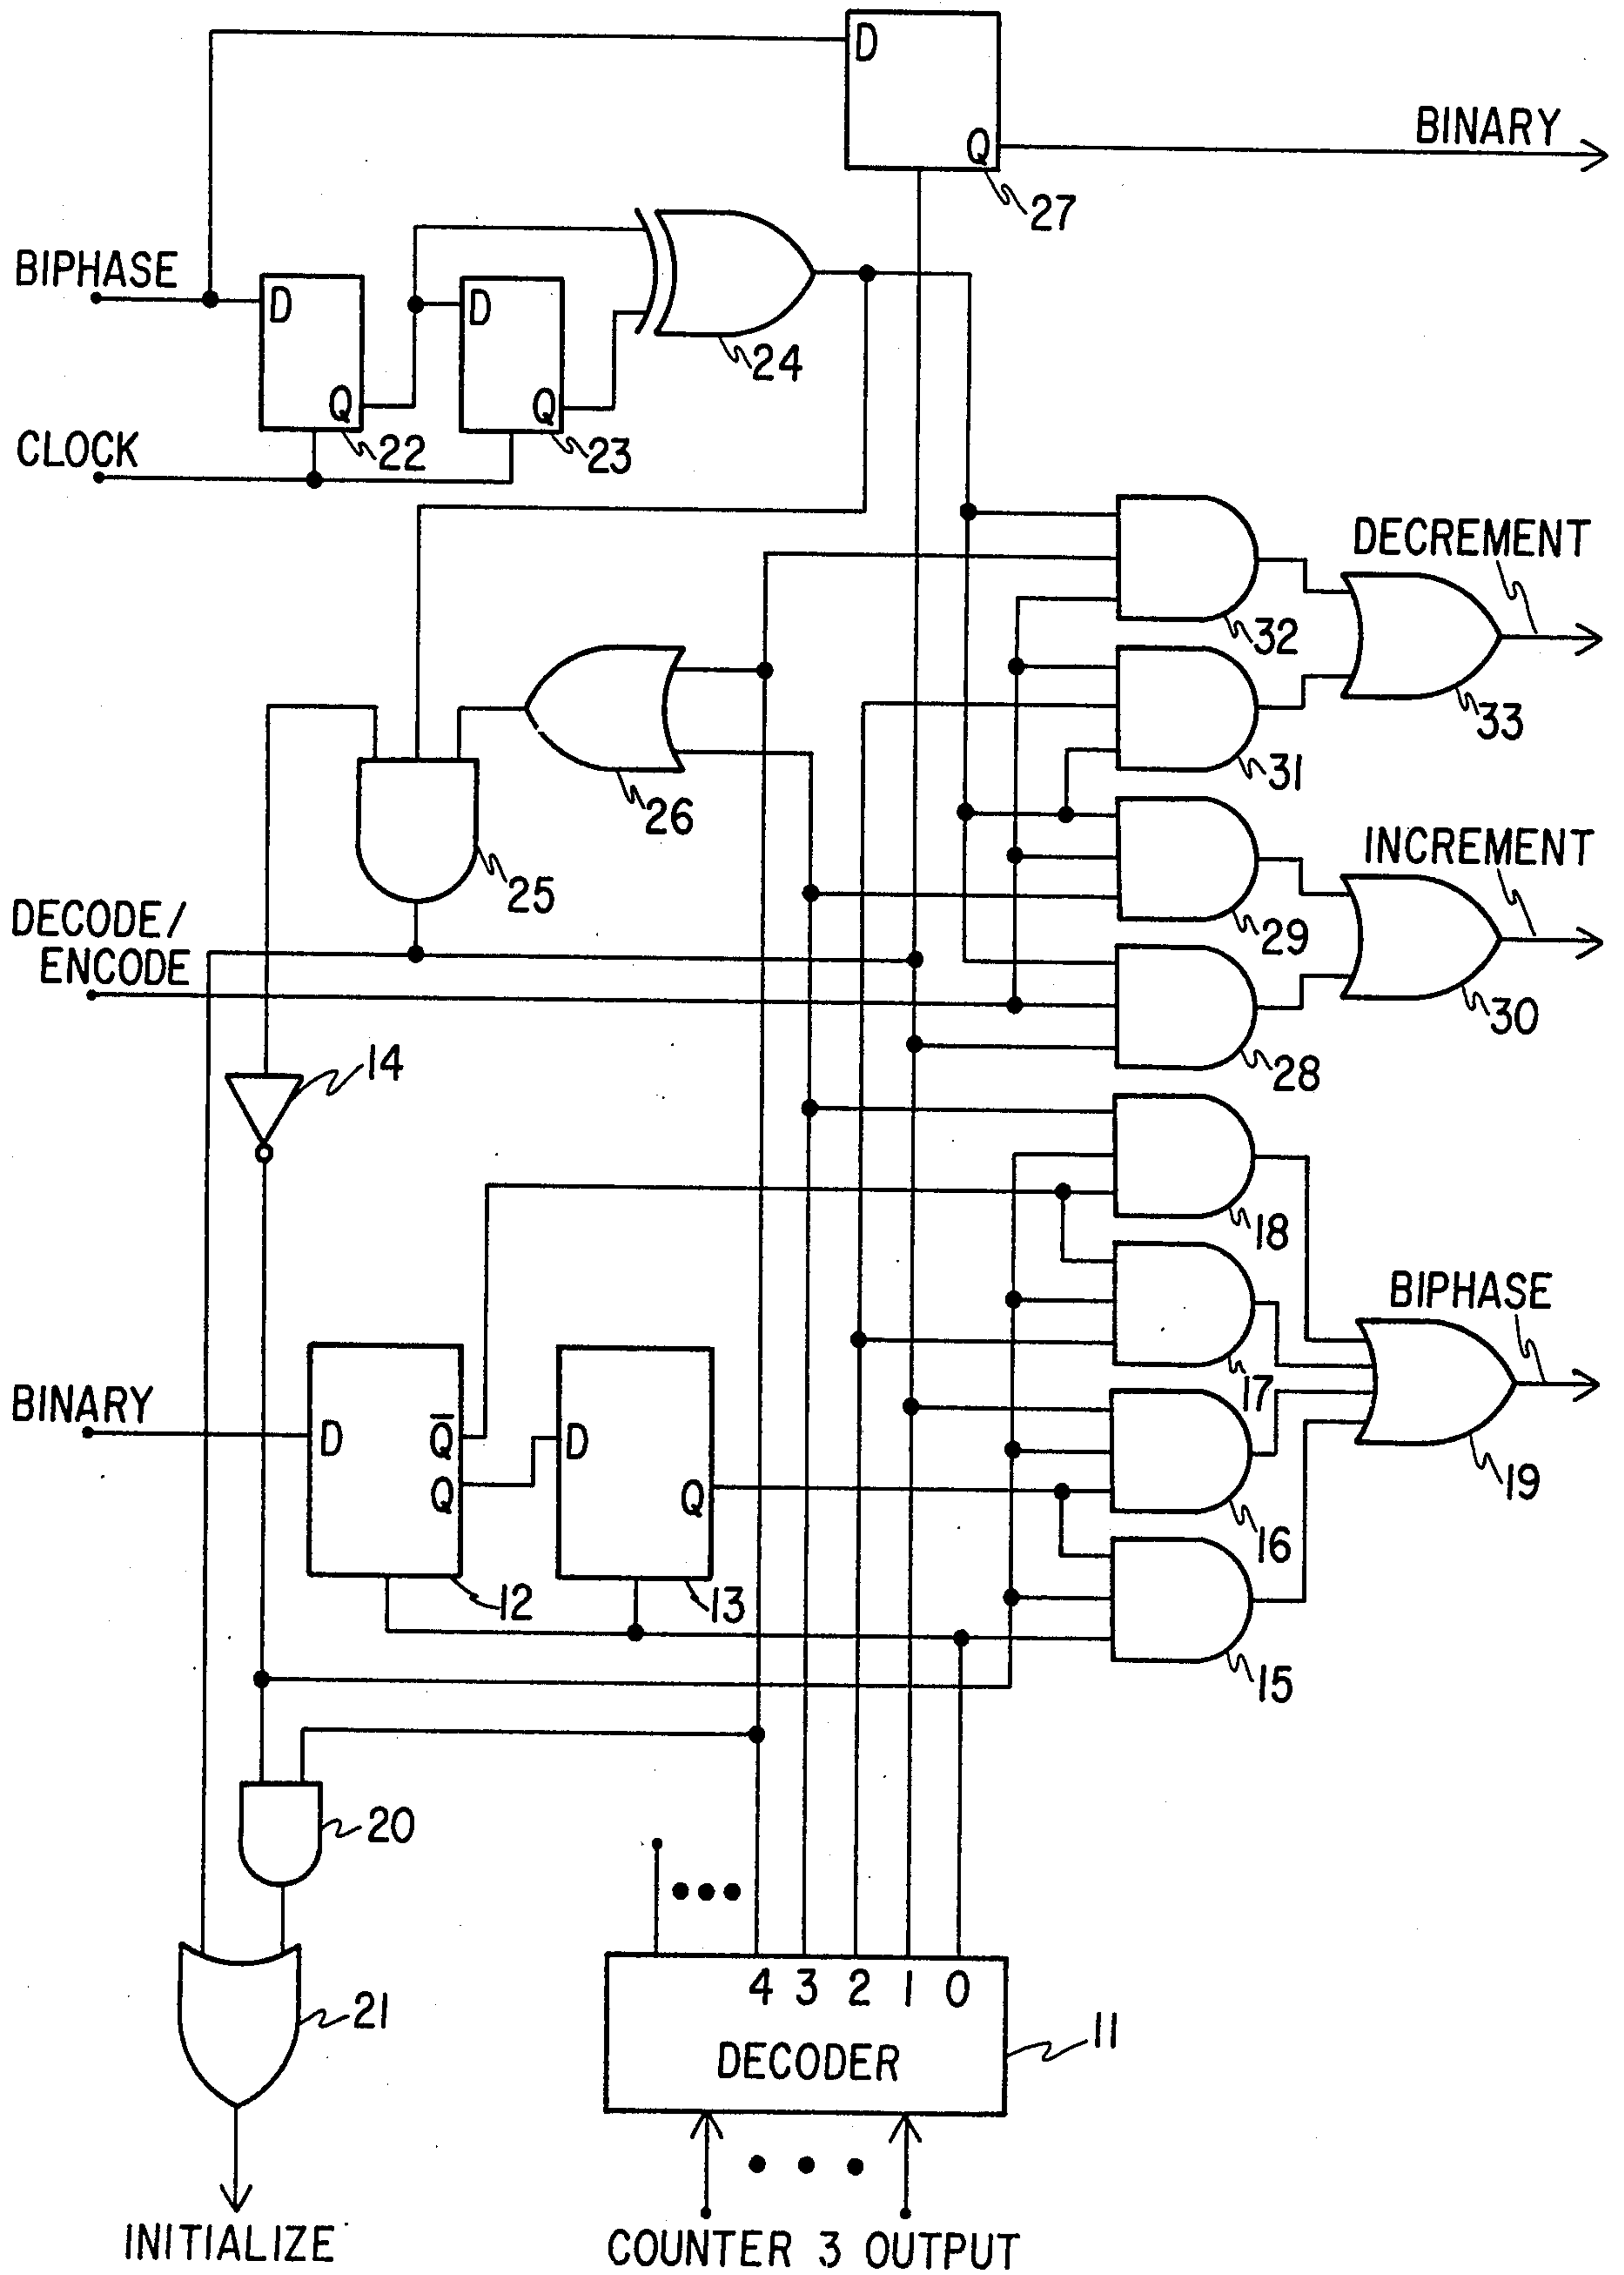 D
Q
BINARY
27
BIPHASE
D
Q
22
D
Q
23
24
CLOCK
DECREMENT
32
33
31
26
25
INCREMENT
29
30
28
DECODE/
ENCODE
14
18
BIPHASE
17
19
BINARY
D
Q̅
Q
12
D
Q
13
16
15
20
21
4 3 2 1 0
DECODER
11
INITIALIZE
COUNTER 3 OUTPUT